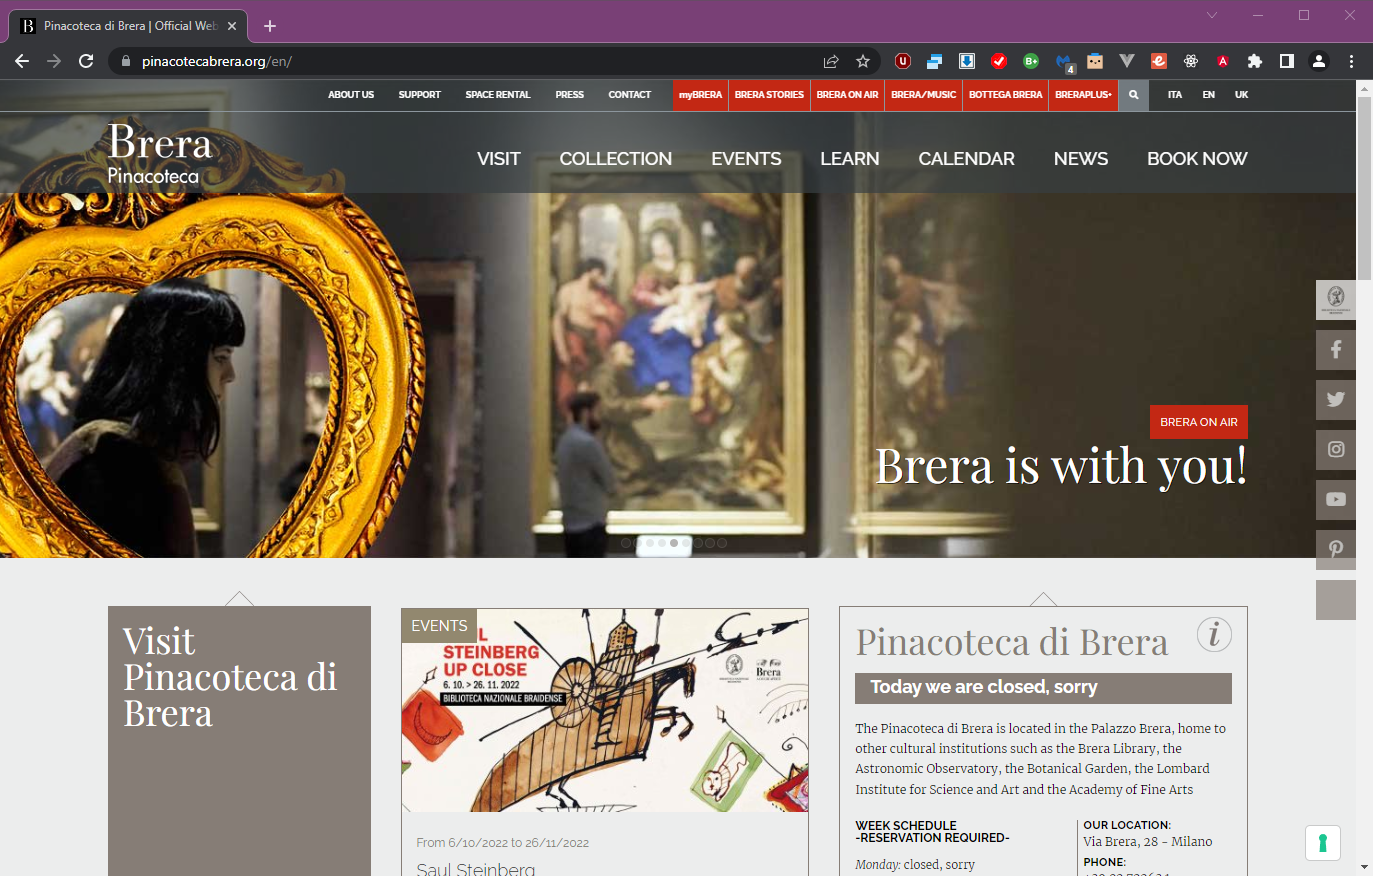 Pinacoteca di Brera | Official Web
pinacotecabrera.org/en/
4
ABOUT US
SUPPORT
SPACE RENTAL
PRESS
CONTACT
myBRERA
BRERA STORIES
BRERA ON AIR
BRERA/MUSIC
BOTTEGA BRERA
BRERAPLUS+
ITA
EN
UK
Brera
Pinacoteca
VISIT
COLLECTION
EVENTS
LEARN
CALENDAR
NEWS
BOOK NOW
BRERA ON AIR
Brera is with you!
Visit
Pinacoteca di
Brera
EVENTS
STEINBERG
UP CLOSE
6. 10. > 26. 11. 2022
BIBLIOTECA NAZIONALE BRAIDENSE
Brera
From 6/10/2022 to 26/11/2022
Saul Steinberg
Pinacoteca di Brera
i
Today we are closed, sorry
The Pinacoteca di Brera is located in the Palazzo Brera, home to
other cultural institutions such as the Brera Library, the
Astronomic Observatory, the Botanical Garden, the Lombard
Institute for Science and Art and the Academy of Fine Arts
WEEK SCHEDULE
-RESERVATION REQUIRED-
Monday: closed, sorry
OUR LOCATION:
Via Brera, 28 - Milano
PHONE: